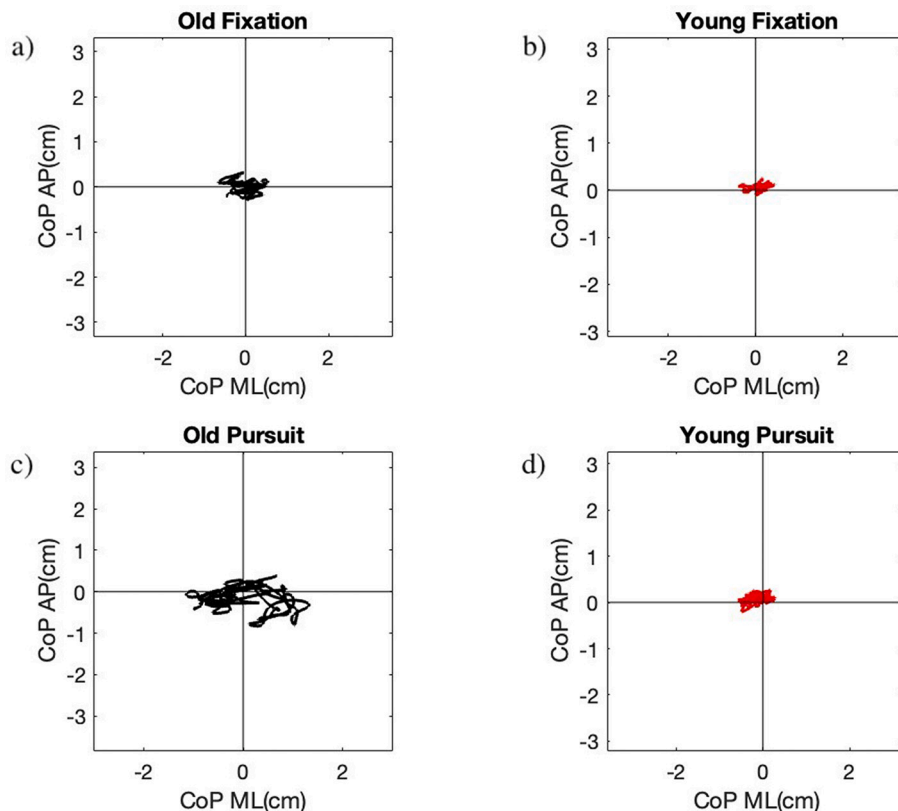 Old Fixation
a)
3
2
1
0
-1
-2
-3
CoP AP(cm)
-2 0 2
CoP ML(cm)
Young Fixation
b)
3
2
1
0
-1
-2
-3
CoP AP(cm)
-2 0 2
CoP ML(cm)
Old Pursuit
c)
3
2
1
0
-1
-2
-3
CoP AP(cm)
-2 0 2
CoP ML(cm)
Young Pursuit
d)
3
2
1
0
-1
-2
-3
CoP AP(cm)
-2 0 2
CoP ML(cm)